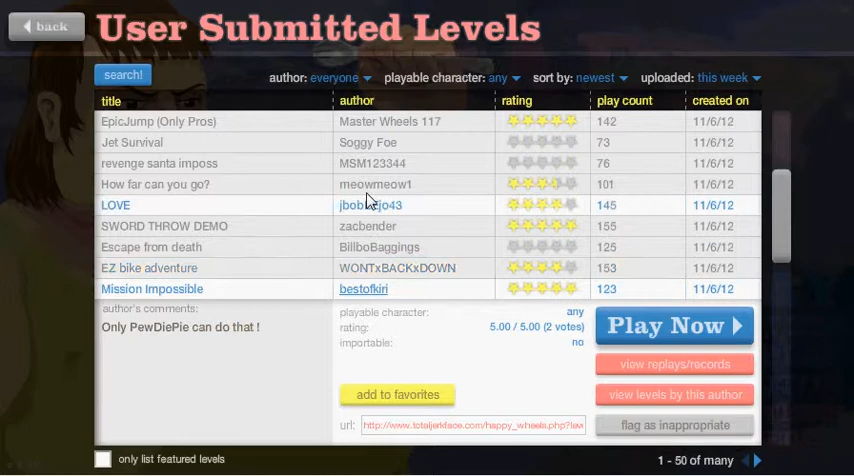 back
User Submitted Levels
search!
author: everyone playable character: any sort by: newest uploaded: this week
title author rating play count created on
EpicJump (Only Pros) Master Wheels 117 142 11/6/12
Jet Survival Soggy Foe 73 11/6/12
revenge santa imposs MSM123344 76 11/6/12
How far can you go? meowmeow1 101 11/6/12
LOVE 145 11/6/12
SWORD THROW DEMO zacbender 155 11/6/12
Escape from death BillboBaggings 125 11/6/12
EZ bike adventure WONTxBACKxDOWN 153 11/6/12
Mission Impossible bestofkiri 123 11/6/12
author's comments:
Only PewDiePie can do that !
playable character: any
rating: 5.00 / 5.00 (2 votes)
importable: no
add to favorites
url: http://www.totaljerkface.com/happy_wheels.php?lev
Play Now
view replays/records
view levels by this author
flag as inappropriate
only list featured levels
1 - 50 of many